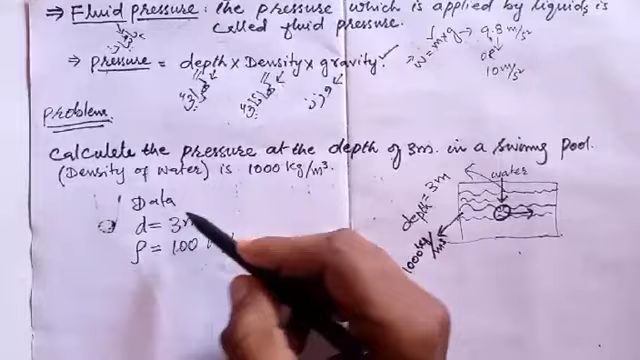 ⇒ Fluid pressure: the pressure which is applied by liquids is
called fluid pressure.
⇒ pressure = depth x Density x gravity.
⇒ w = m x g → 9.8 m/s²
or
10 m/s²
problem
Calculate the pressure at the depth of 3m. in a swimg pool.
(Density of water) is 1000 kg/m³.
water
depth = 3m
1000 kg/m³
Data
d = 3
ρ = 100